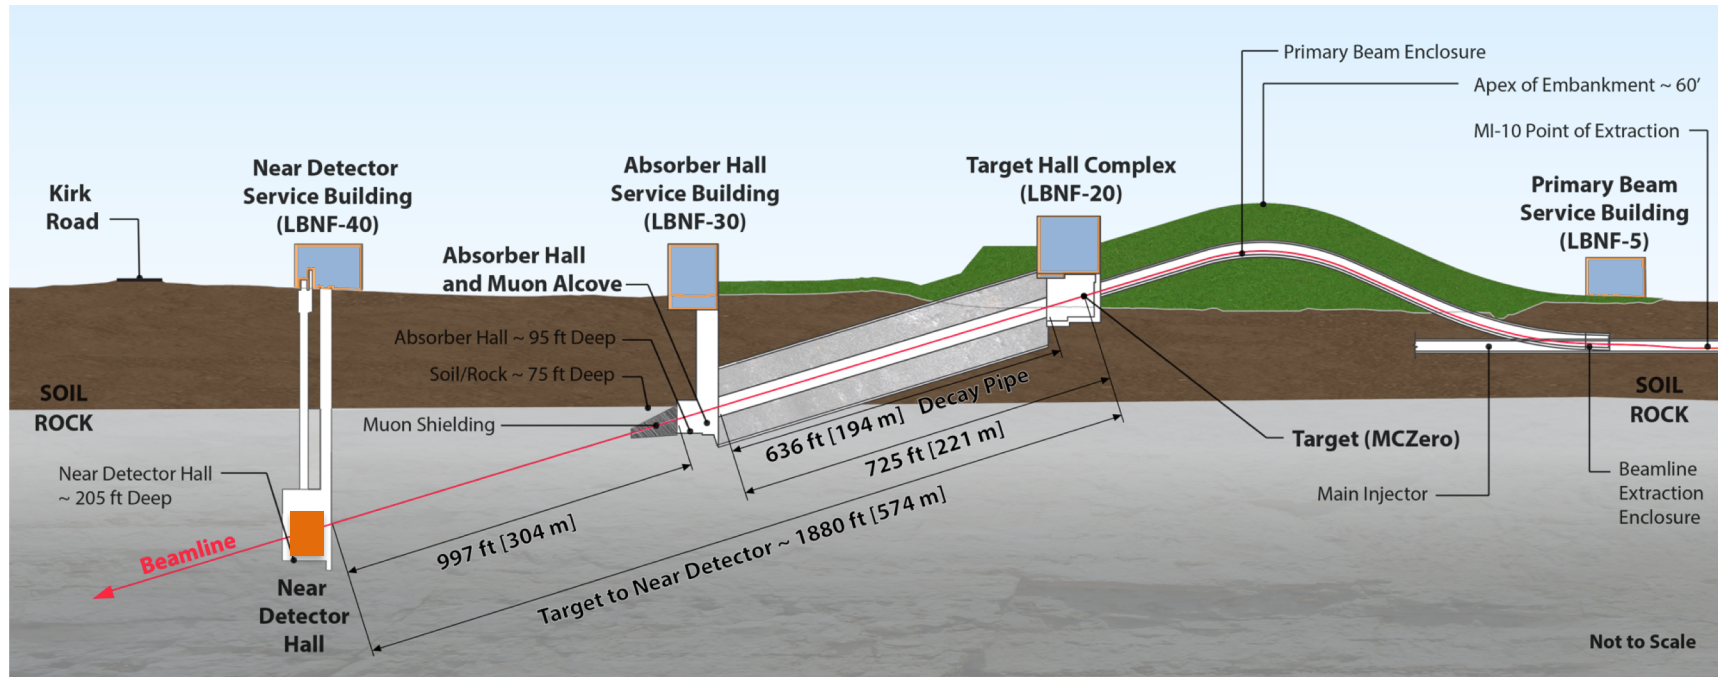 Primary Beam Enclosure
Apex of Embankment ~ 60’
MI-10 Point of Extraction
Kirk
Road
Near Detector
Service Building
(LBNF-40)
Absorber Hall
Service Building
(LBNF-30)
Target Hall Complex
(LBNF-20)
Primary Beam
Service Building
(LBNF-5)
Absorber Hall
and Muon Alcove
Absorber Hall ~ 95 ft Deep
Soil/Rock ~ 75 ft Deep
Muon Shielding
SOIL
ROCK
SOIL
ROCK
Near Detector Hall
~ 205 ft Deep
636 ft [194 m] Decay Pipe
725 ft [221 m]
997 ft [304 m]
Target to Near Detector ~ 1880 ft [574 m]
Target (MCZero)
Main Injector
Beamline
Extraction
Enclosure
Beamline
Near
Detector
Hall
Not to Scale